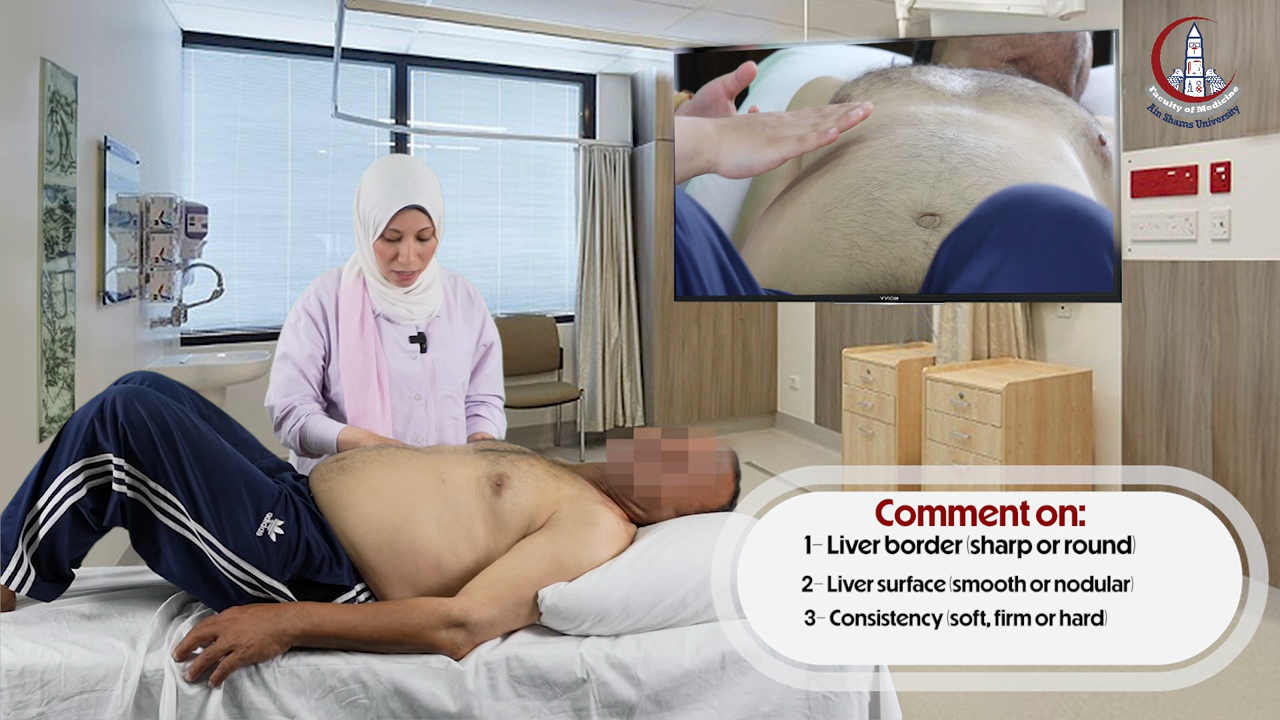 Faculty of Medicine
Ain Shams University
adidas
Comment on:
1- Liver border (sharp or round)
2- Liver surface (smooth or nodular)
3- Consistency (soft, firm or hard)